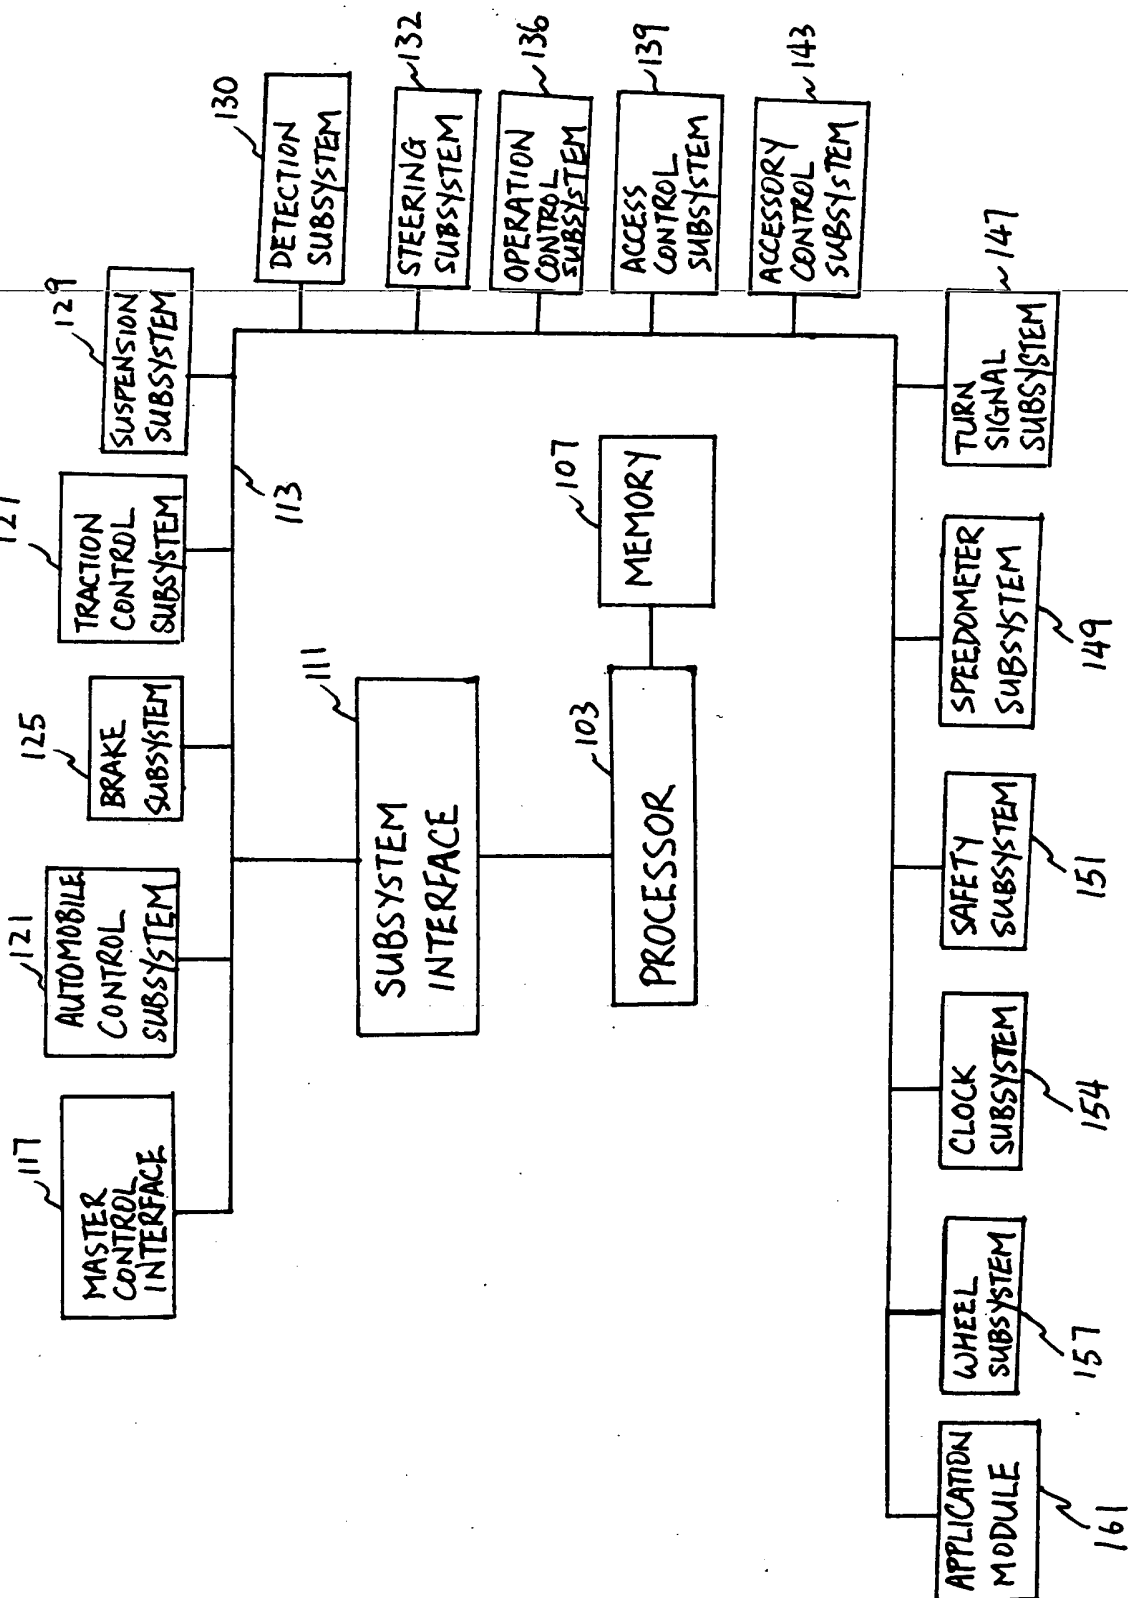 117
MASTER
CONTROL
INTERFACE
121
AUTOMOBILE
CONTROL
SUBSYSTEM
125
BRAKE
SUBSYSTEM
127
TRACTION
CONTROL
SUBSYSTEM
129
SUSPENSION
SUBSYSTEM
130
DETECTION
SUBSYSTEM
113
132
STEERING
SUBSYSTEM
111
SUBSYSTEM
INTERFACE
136
OPERATION
CONTROL
SUBSYSTEM
107
MEMORY
103
PROCESSOR
139
ACCESS
CONTROL
SUBSYSTEM
143
ACCESSORY
CONTROL
SUBSYSTEM
APPLICATION
MODULE
161
WHEEL
SUBSYSTEM
157
CLOCK
SUBSYSTEM
154
SAFETY
SUBSYSTEM
151
SPEEDOMETER
SUBSYSTEM
149
TURN
SIGNAL
SUBSYSTEM
147